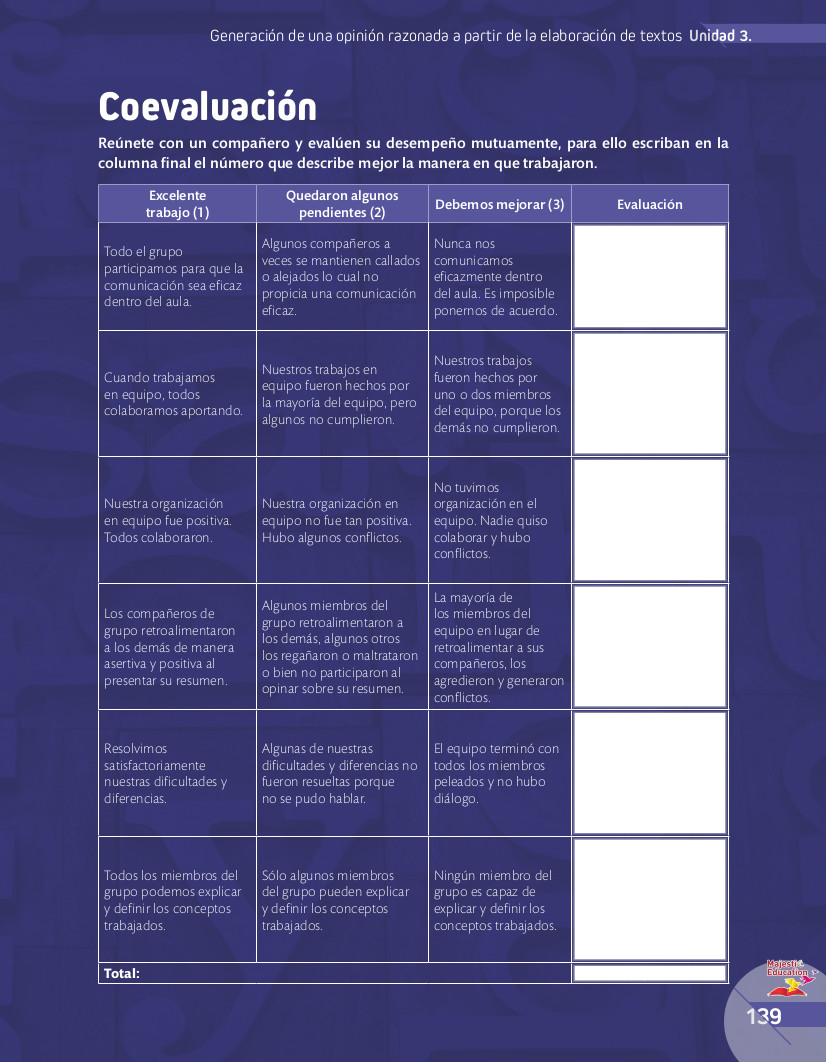 Generación de una opinión razonada a partir de la elaboración de textos Unidad 3.
Coevaluación
Reúnete con un compañero y evalúen su desempeño mutuamente, para ello escriban en la
columna final el número que describe mejor la manera en que trabajaron.
Excelente
trabajo (1)
Quedaron algunos
pendientes (2)
Debemos mejorar (3)
Evaluación
Todo el grupo
participamos para que la
comunicación sea eficaz
dentro del aula.
Algunos compañeros a
veces se mantienen callados
o alejados lo cual no
propicia una comunicación
eficaz.
Nunca nos
comunicamos
eficazmente dentro
del aula. Es imposible
ponernos de acuerdo.
Cuando trabajamos
en equipo, todos
colaboramos aportando.
Nuestros trabajos en
equipo fueron hechos por
la mayoría del equipo, pero
algunos no cumplieron.
Nuestros trabajos
fueron hechos por
uno o dos miembros
del equipo, porque los
demás no cumplieron.
Nuestra organización
en equipo fue positiva.
Todos colaboraron.
Nuestra organización en
equipo no fue tan positiva.
Hubo algunos conflictos.
No tuvimos
organización en el
equipo. Nadie quiso
colaborar y hubo
conflictos.
Los compañeros de
grupo retroalimentaron
a los demás de manera
asertiva y positiva al
presentar su resumen.
Algunos miembros del
grupo retroalimentaron a
los demás, algunos otros
los regañaron o maltrataron
o bien no participaron al
opinar sobre su resumen.
La mayoría de
los miembros del
equipo en lugar de
retroalimentar a sus
compañeros, los
agredieron y generaron
conflictos.
Resolvimos
satisfactoriamente
nuestras dificultades y
diferencias.
Algunas de nuestras
dificultades y diferencias no
fueron resueltas porque
no se pudo hablar.
El equipo terminó con
todos los miembros
peleados y no hubo
diálogo.
Todos los miembros del
grupo podemos explicar
y definir los conceptos
trabajados.
Sólo algunos miembros
del grupo pueden explicar
y definir los conceptos
trabajados.
Ningún miembro del
grupo es capaz de
explicar y definir los
conceptos trabajados.
Total:
Majestic
Education
139